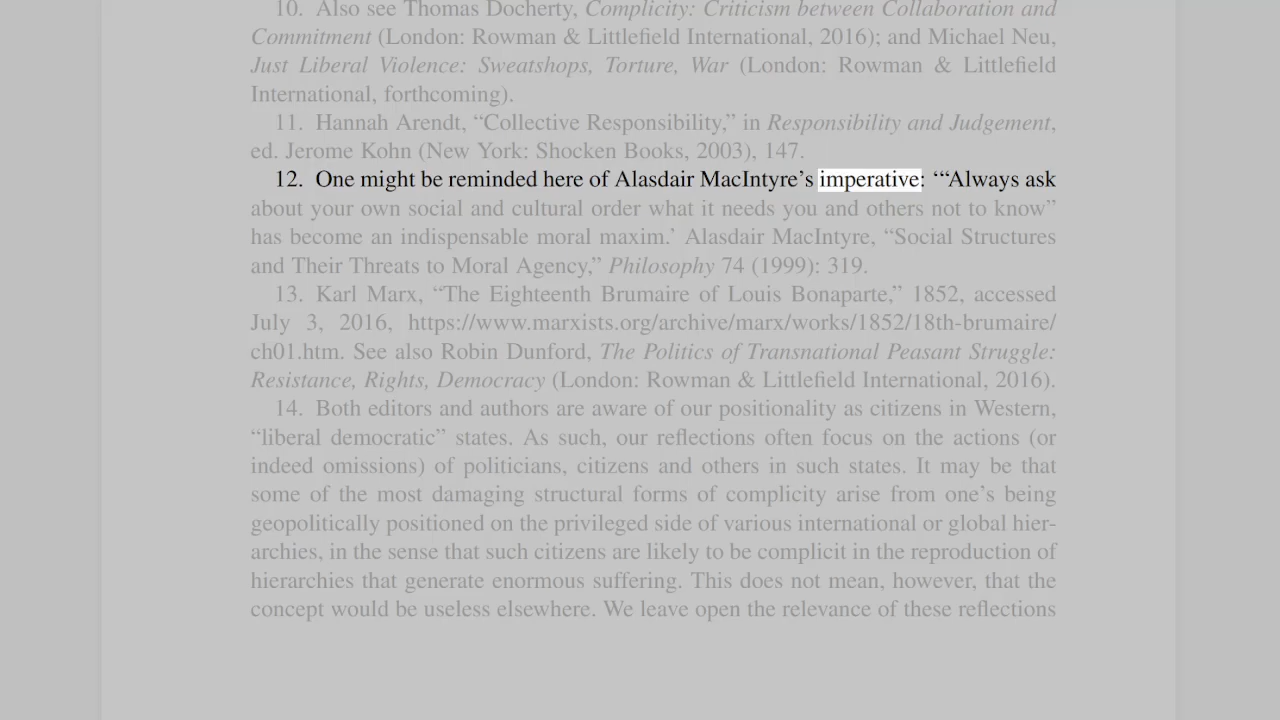 10. Also see Thomas Docherty, Complicity: Criticism between Collaboration and
Commitment (London: Rowman & Littlefield International, 2016); and Michael Neu,
Just Liberal Violence: Sweatshops, Torture, War (London: Rowman & Littlefield
International, forthcoming).
11. Hannah Arendt, “Collective Responsibility,” in Responsibility and Judgement,
ed. Jerome Kohn (New York: Shocken Books, 2003), 147.
12. One might be reminded here of Alasdair MacIntyre’s imperative: ‘“Always ask
about your own social and cultural order what it needs you and others not to know”
has become an indispensable moral maxim.’ Alasdair MacIntyre, “Social Structures
and Their Threats to Moral Agency,” Philosophy 74 (1999): 319.
13. Karl Marx, “The Eighteenth Brumaire of Louis Bonaparte,” 1852, accessed
July 3, 2016, https://www.marxists.org/archive/marx/works/1852/18th-brumaire/
ch01.htm. See also Robin Dunford, The Politics of Transnational Peasant Struggle:
Resistance, Rights, Democracy (London: Rowman & Littlefield International, 2016).
14. Both editors and authors are aware of our positionality as citizens in Western,
“liberal democratic” states. As such, our reflections often focus on the actions (or
indeed omissions) of politicians, citizens and others in such states. It may be that
some of the most damaging structural forms of complicity arise from one’s being
geopolitically positioned on the privileged side of various international or global hier-
archies, in the sense that such citizens are likely to be complicit in the reproduction of
hierarchies that generate enormous suffering. This does not mean, however, that the
concept would be useless elsewhere. We leave open the relevance of these reflections